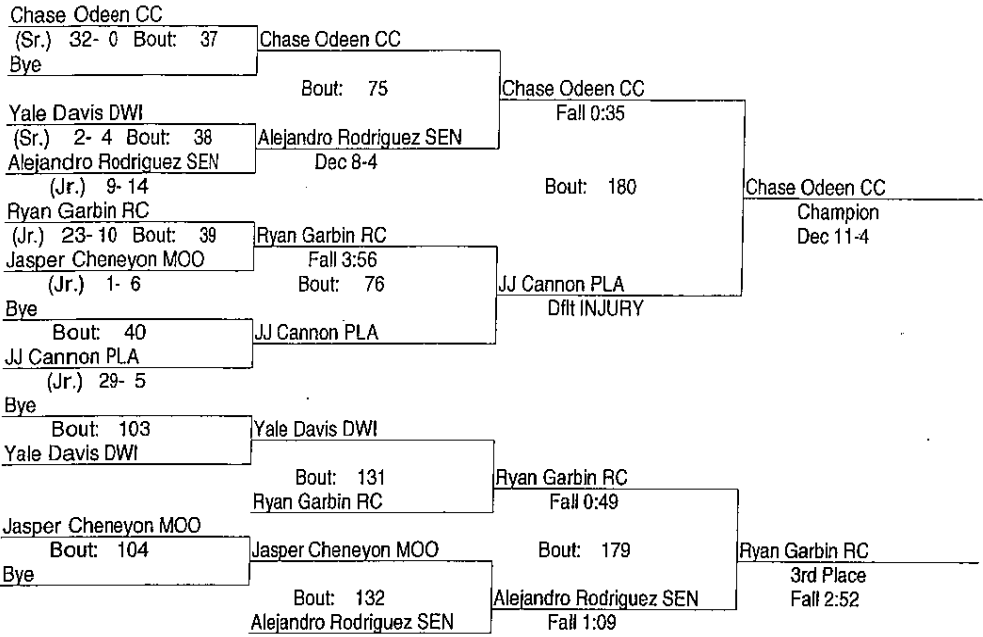 Chase Odeen CC
(Sr.) 32- 0 Bout: 37
Bye
Chase Odeen CC
Bout: 75
Chase Odeen CC
Fall 0:35
Yale Davis DWI
(Sr.) 2- 4 Bout: 38
Alejandro Rodriguez SEN
(Jr.) 9- 14
Alejandro Rodriguez SEN
Dec 8-4
Bout: 180
Chase Odeen CC
Champion
Dec 11-4
Ryan Garbin RC
(Jr.) 23- 10 Bout: 39
Jasper Cheneyon MOO
(Jr.) 1- 6
Ryan Garbin RC
Fall 3:56
Bout: 76
JJ Cannon PLA
Dflt INJURY
Bye
Bout: 40
JJ Cannon PLA
(Jr.) 29- 5
JJ Cannon PLA
Bye
Bout: 103
Yale Davis DWI
Yale Davis DWI
Bout: 131
Ryan Garbin RC
Ryan Garbin RC
Fall 0:49
Jasper Cheneyon MOO
Bout: 104
Bye
Jasper Cheneyon MOO
Bout: 132
Alejandro Rodriguez SEN
Bout: 179
Alejandro Rodriguez SEN
Fall 1:09
Ryan Garbin RC
3rd Place
Fall 2:52